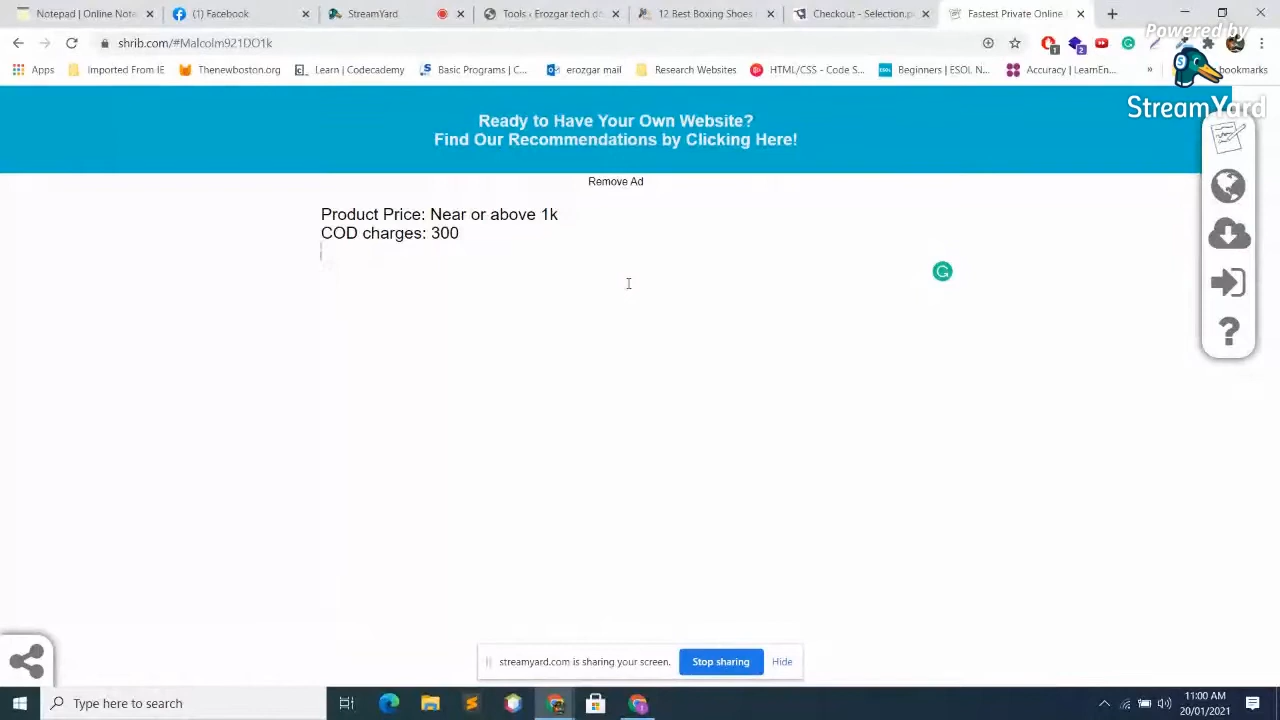 Notepad | Online Note
(1) Facebook
StreamYard
Tools ‹ Erozgar tech
12 Best Boxing Shoes
Checkout - Selection.p
Fastest Private Online
shrib.com/#Malcolm921DO1k
Powered by
Apps
Imported From IE
Thenewboston.org
Learn | Codecademy
Basic Programs | C...
erozgar mail
Research Websites
HTML/CSS - Code S...
Beginners | ESOL N...
Accuracy | LearnEn...
»
bookmarks
StreamYard
Ready to Have Your Own Website?
Find Our Recommendations by Clicking Here!
Remove Ad
Product Price: Near or above 1k
COD charges: 300
streamyard.com is sharing your screen.
Stop sharing
Hide
Type here to search
11:00 AM
20/01/2021